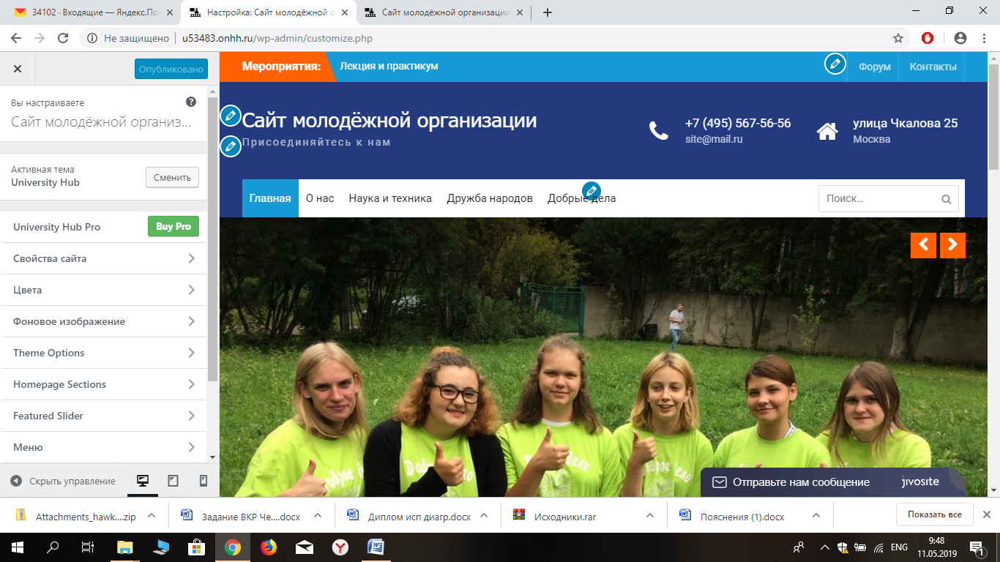 34102 · Входящие — Яндекс.По
Настройка: Сайт молодёжной о
Сайт молодёжной организации
Не защищено
u53483.onhh.ru/wp-admin/customize.php
Опубликовано
Вы настраиваете
Сайт молодёжной организ...
Активная тема
University Hub
Сменить
University Hub Pro
Buy Pro
Свойства сайта
Цвета
Фоновое изображение
Theme Options
Homepage Sections
Featured Slider
Меню
Скрыть управление
Мероприятия:
Лекция и практикум
Форум
Контакты
Сайт молодёжной организации
Присоединяйтесь к нам
+7 (495) 567-56-56
site@mail.ru
улица Чкалова 25
Москва
Главная
О нас
Наука и техника
Дружба народов
Добрые дела
Поиск...
Доброе дело
Отправьте нам сообщение
jivosite
Attachments_hawk....zip
Задание ВКР Че....docx
Диплом исп диагр.docx
Исходники.rar
Пояснения (1).docx
Показать все
ENG
9:48
11.05.2019
1